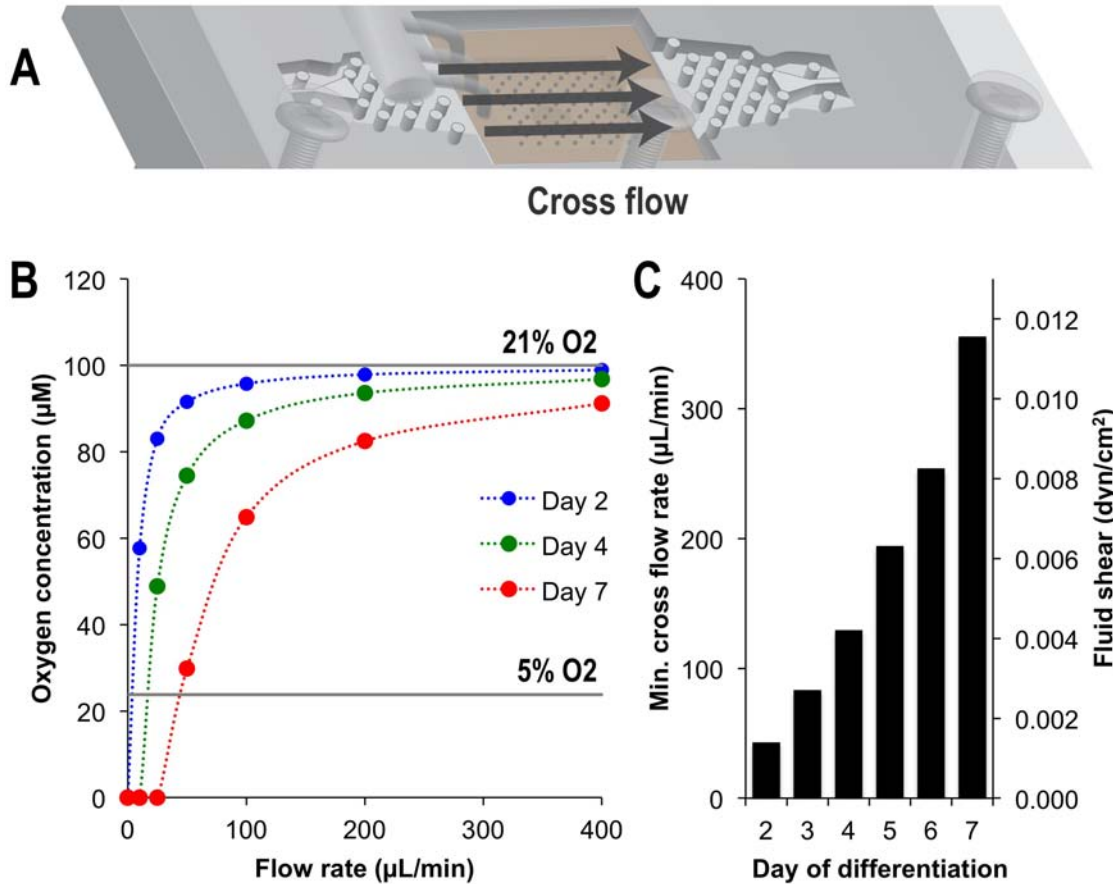 A
Cross flow
B
120
100
80
60
40
20
0
Oxygen concentration (µM)
21% O2
5% O2
Day 2
Day 4
Day 7
0 100 200 300 400
Flow rate (µL/min)
C
400
300
200
100
0
Min. cross flow rate (µL/min)
0.012
0.010
0.008
0.006
0.004
0.002
0.000
Fluid shear (dyn/cm²)
2 3 4 5 6 7
Day of differentiation